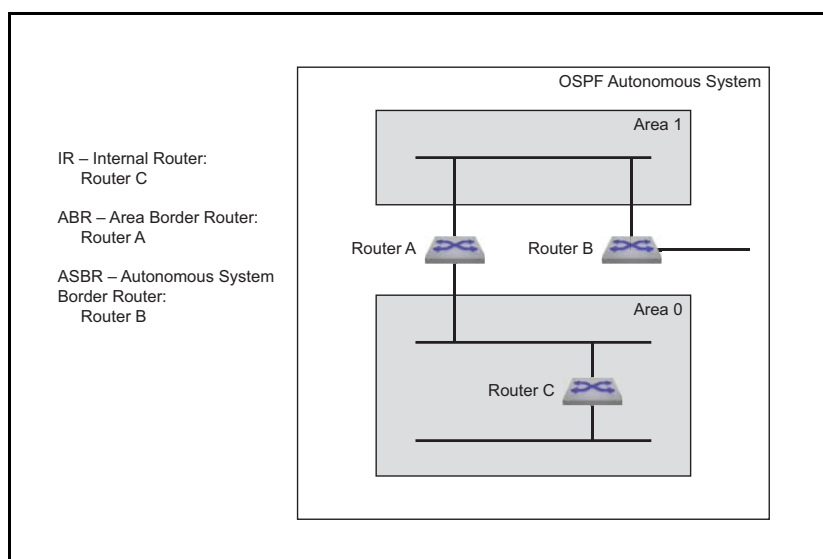 OSPF Autonomous System
Area 1
IR – Internal Router:
Router C
ABR – Area Border Router:
Router A
ASBR – Autonomous System
Border Router:
Router B
Router A
Router B
Area 0
Router C